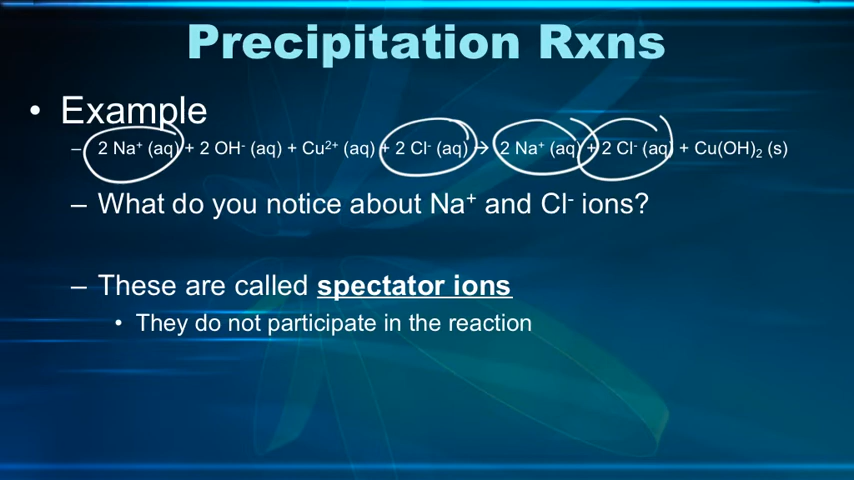 Precipitation Rxns
• Example
– 2 Na⁺ (aq) + 2 OH⁻ (aq) + Cu²⁺ (aq) + 2 Cl⁻ (aq) → 2 Na⁺ (aq) + 2 Cl⁻ (aq) + Cu(OH)₂ (s)
– What do you notice about Na⁺ and Cl⁻ ions?
– These are called spectator ions
• They do not participate in the reaction